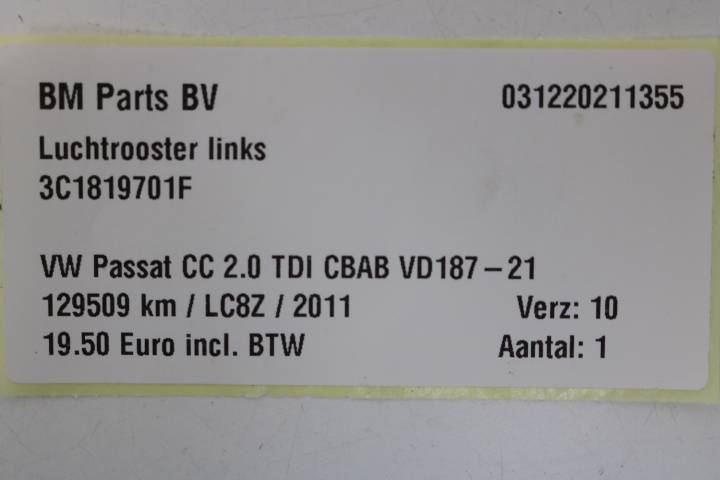 BM Parts BV 031220211355
Luchtrooster links
3C1819701F
VW Passat CC 2.0 TDI CBAB VD187-21
129509 km / LC8Z / 2011 Verz: 10
19.50 Euro incl. BTW Aantal: 1